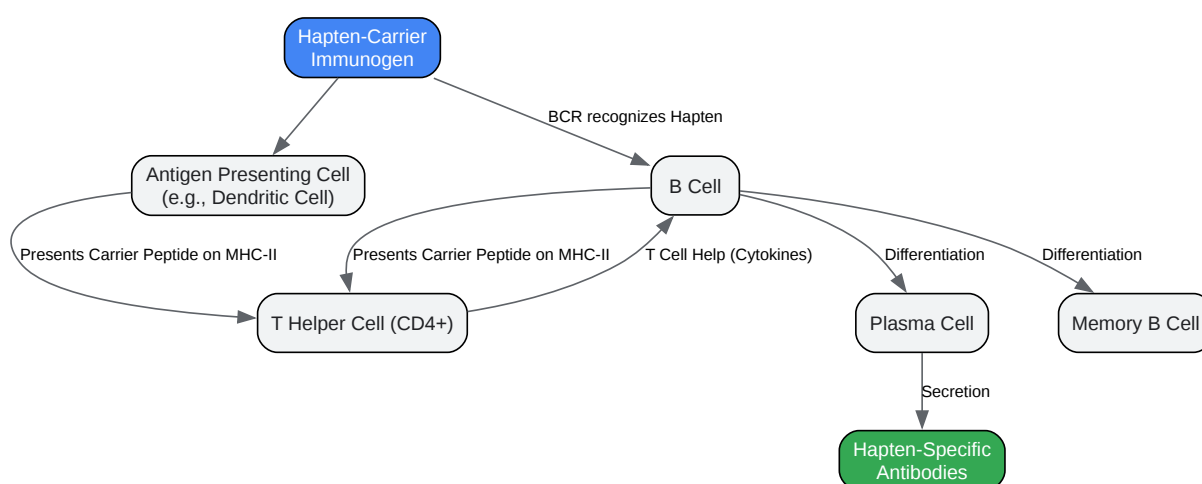 Hapten-Carrier
Immunogen
BCR recognizes Hapten
Antigen Presenting Cell
(e.g., Dendritic Cell)
B Cell
Presents Carrier Peptide on MHC-II
Presents Carrier Peptide on MHC-II
T Cell Help (Cytokines)
Differentiation
Differentiation
T Helper Cell (CD4+)
Plasma Cell
Memory B Cell
Secretion
Hapten-Specific
Antibodies